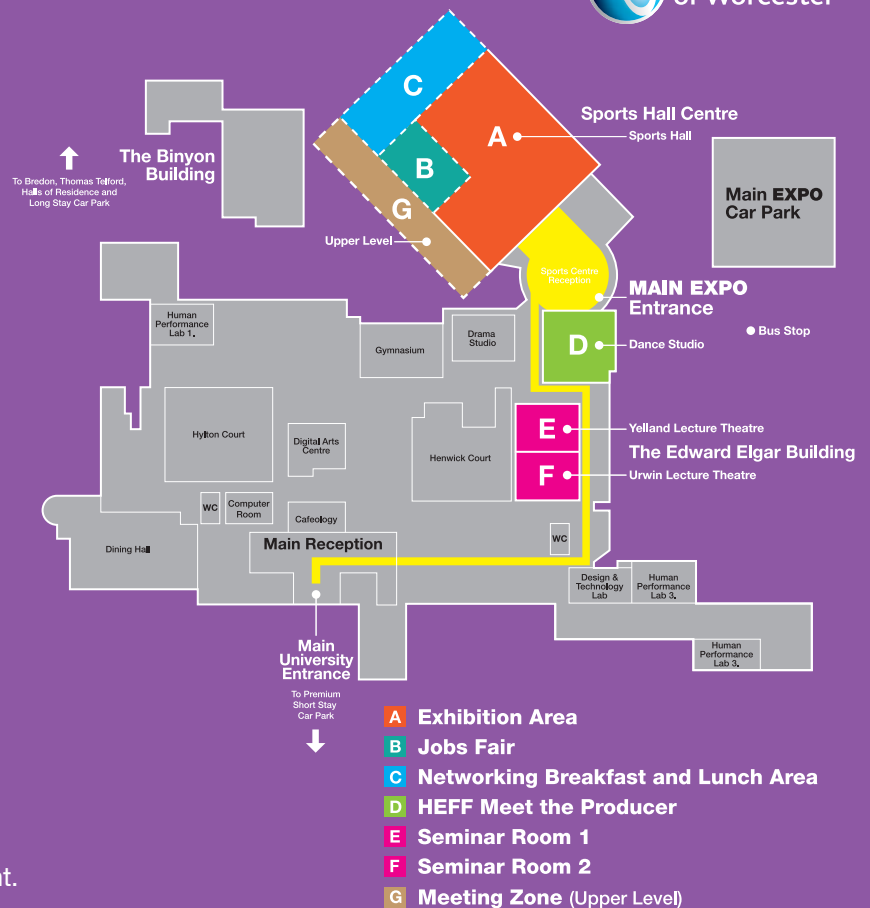 of Worcester
C
Sports Hall Centre
A
Sports Hall
The Binyon
Building
B
To Bredon, Thomas Telford,
Halls of Residence and
Long Stay Car Park
Main EXPO
Car Park
G
Upper Level
Sports Centre
Reception
MAIN EXPO
Entrance
Human
Performance
Lab 1.
Gymnasium
Drama
Studio
D
Dance Studio
Bus Stop
Hylton Court
Digital Arts
Centre
Henwick Court
E
Yelland Lecture Theatre
The Edward Elgar Building
F
Urwin Lecture Theatre
WC
Computer
Room
Cafeology
Dining Hall
Main Reception
WC
Design &
Technology
Lab
Human
Performance
Lab 3.
Human
Performance
Lab 3.
Main
University
Entrance
To Premium
Short Stay
Car Park
A Exhibition Area
B Jobs Fair
C Networking Breakfast and Lunch Area
D HEFF Meet the Producer
E Seminar Room 1
F Seminar Room 2
G Meeting Zone (Upper Level)